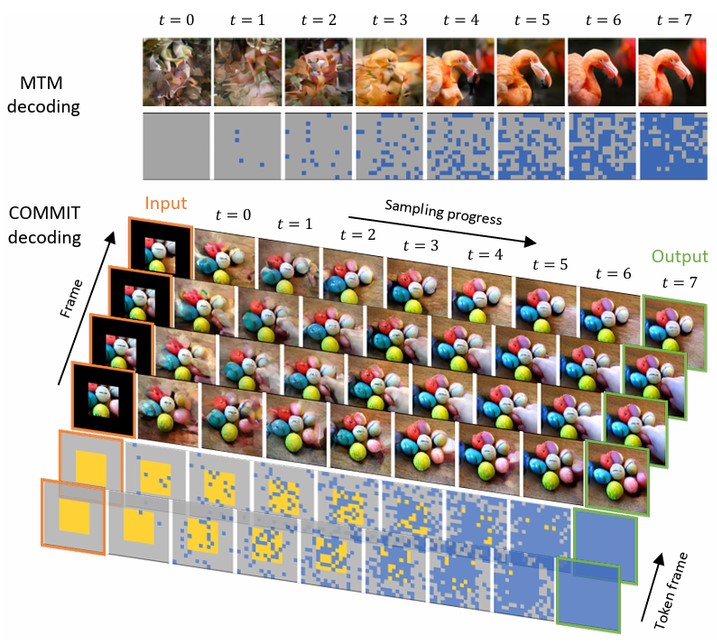 t = 0 t = 1 t = 2 t = 3 t = 4 t = 5 t = 6 t = 7
MTM
decoding
COMMIT
decoding
Input
Sampling progress
t = 0 t = 1 t = 2 t = 3 t = 4 t = 5 t = 6 t = 7
Output
Frame
Token frame